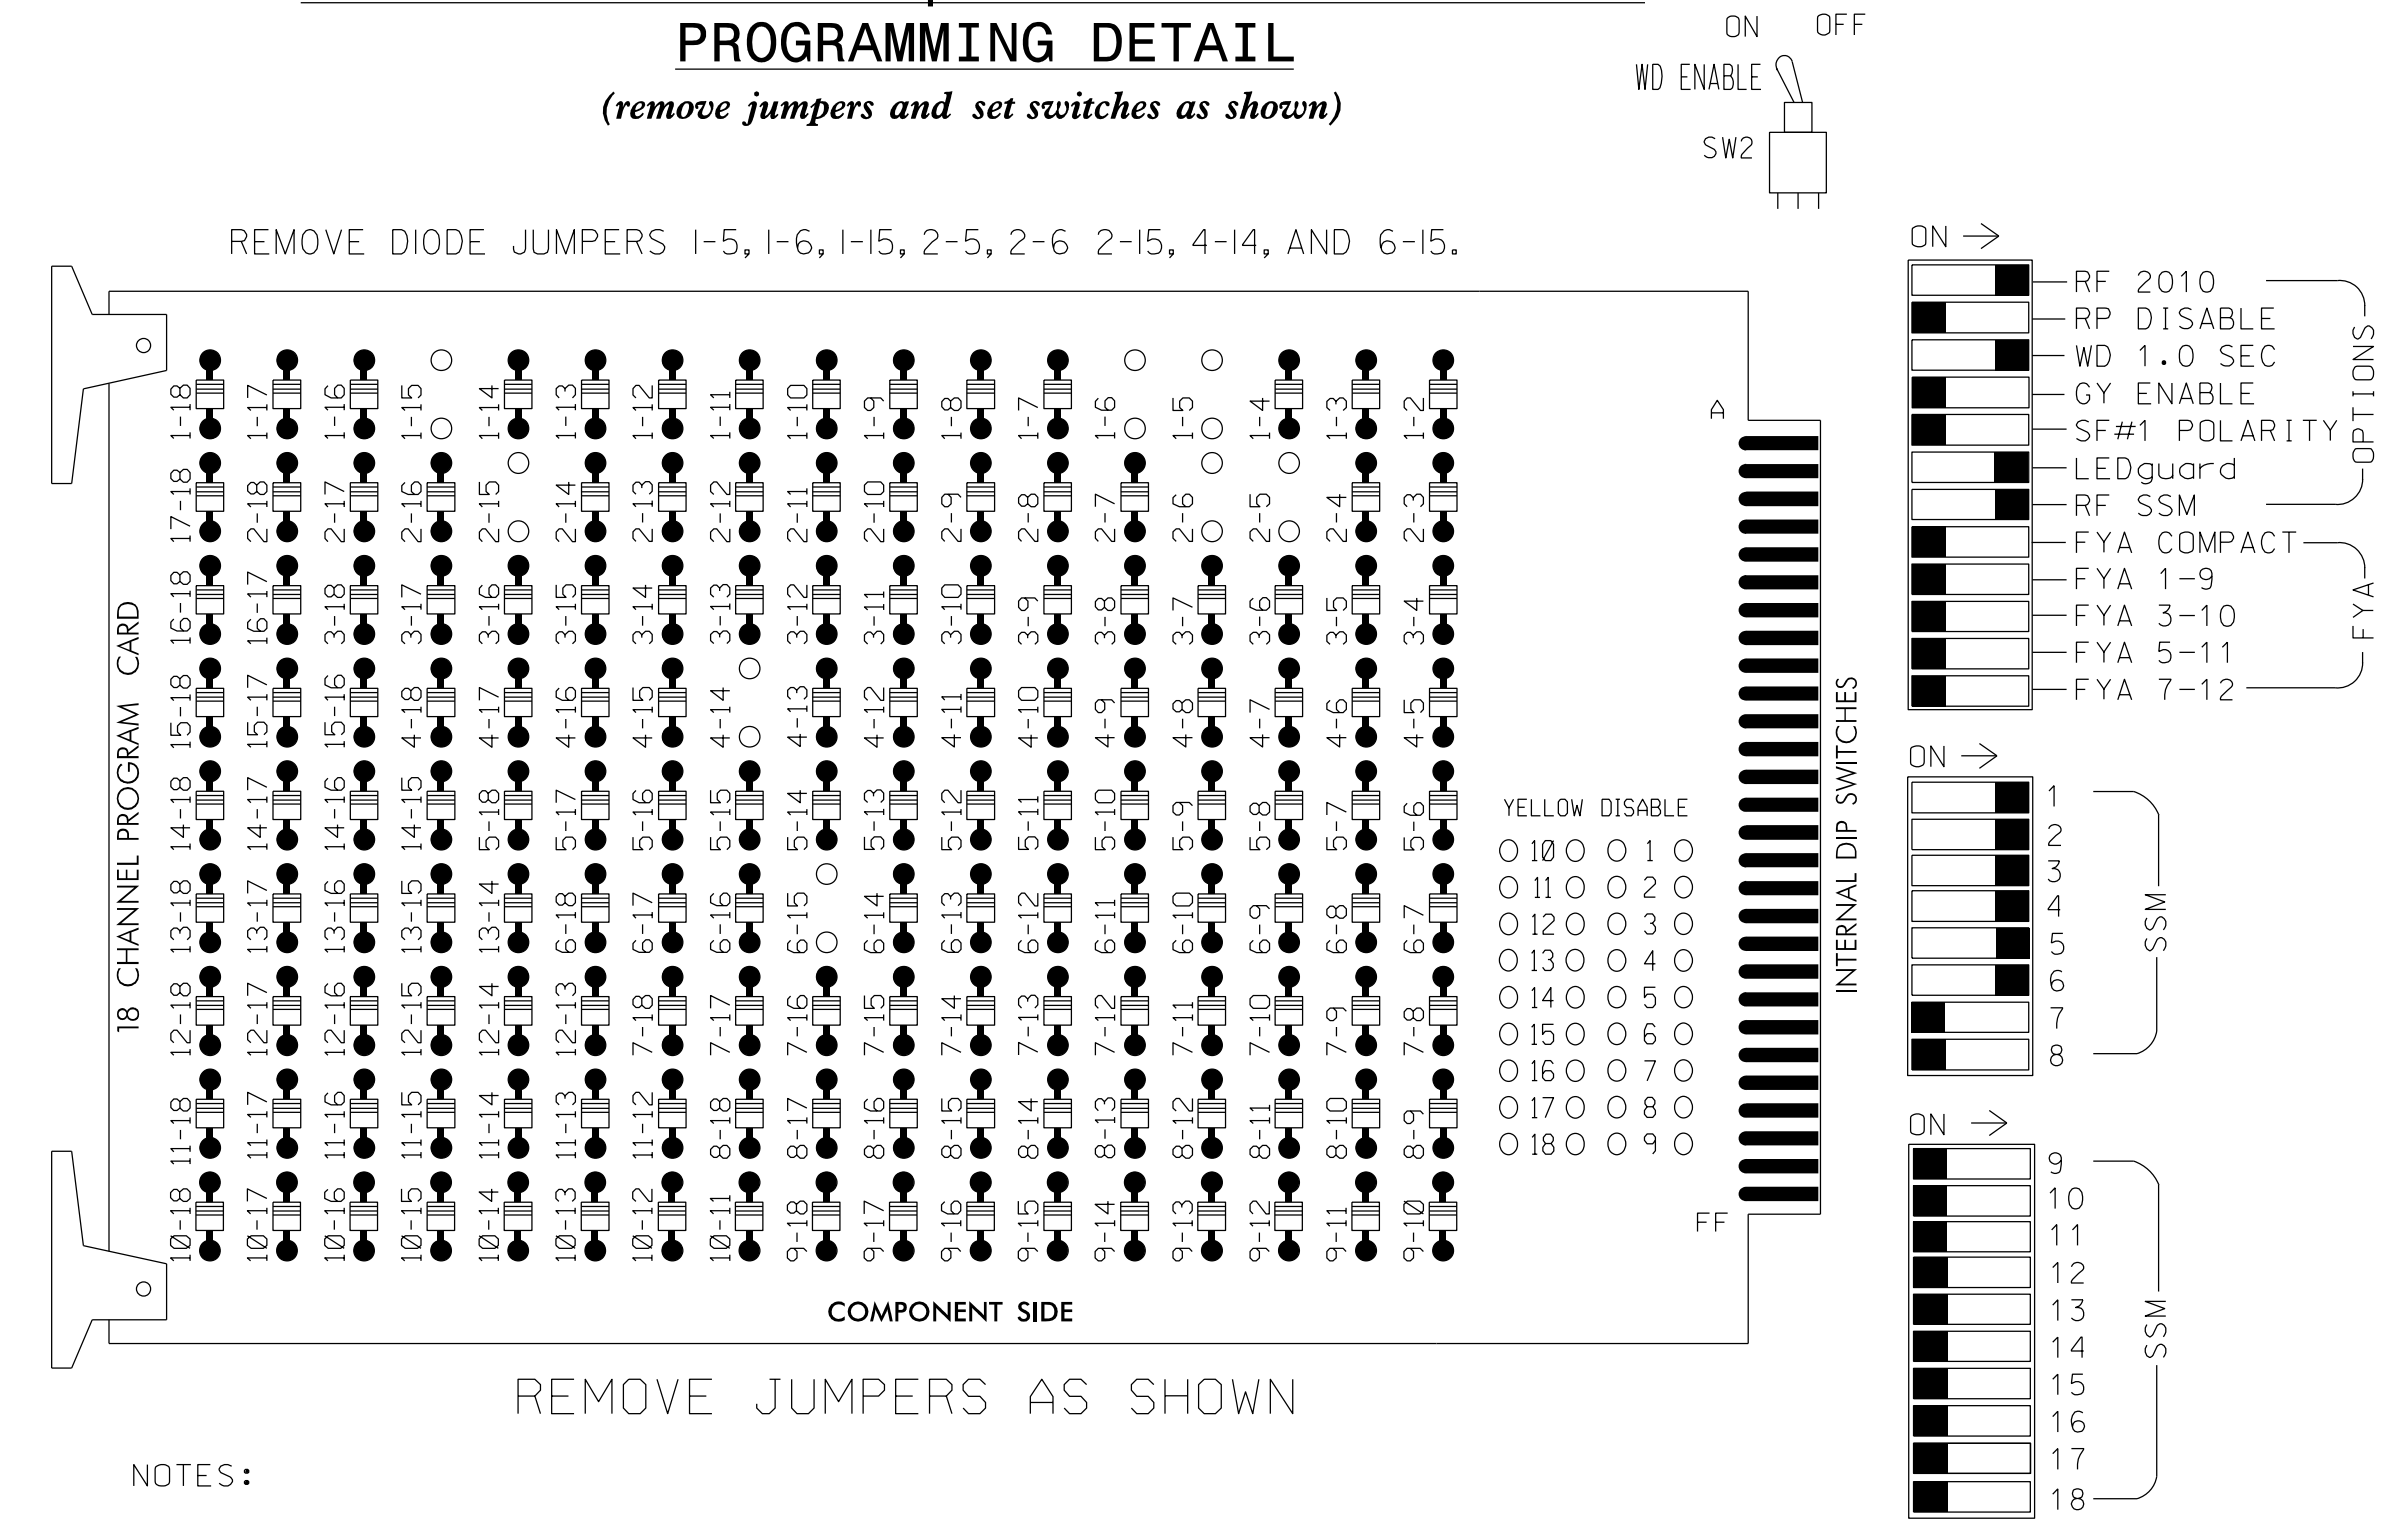 PROGRAMMING DETAIL
(remove jumpers and set switches as shown)
ON OFF
WD ENABLE
SW2
REMOVE DIODE JUMPERS 1-5, 1-6, 1-15, 2-5, 2-6 2-15, 4-14, AND 6-15.
1-18 1-17 1-16 1-15 1-14 1-13 1-12 1-11 1-10 1-9 1-8 1-7 1-6 1-5 1-4 1-3 1-2
17-18 2-18 2-17 2-16 2-15 2-14 2-13 2-12 2-11 2-10 2-9 2-8 2-7 2-6 2-5 2-4 2-3
16-18 16-17 3-18 3-17 3-16 3-15 3-14 3-13 3-12 3-11 3-10 3-9 3-8 3-7 3-6 3-5 3-4
15-18 15-17 15-16 4-18 4-17 4-16 4-15 4-14 4-13 4-12 4-11 4-10 4-9 4-8 4-7 4-6 4-5
14-18 14-17 14-16 14-15 5-18 5-17 5-16 5-15 5-14 5-13 5-12 5-11 5-10 5-9 5-8 5-7 5-6
13-18 13-17 13-16 13-15 13-14 6-18 6-17 6-16 6-15 6-14 6-13 6-12 6-11 6-10 6-9 6-8 6-7
12-18 12-17 12-16 12-15 12-14 12-13 7-18 7-17 7-16 7-15 7-14 7-13 7-12 7-11 7-10 7-9 7-8
11-18 11-17 11-16 11-15 11-14 11-13 11-12 8-18 8-17 8-16 8-15 8-14 8-13 8-12 8-11 8-10 8-9
10-18 10-17 10-16 10-15 10-14 10-13 10-12 10-11 9-18 9-17 9-16 9-15 9-14 9-13 9-12 9-11 9-10
18 CHANNEL PROGRAM CARD
A
FF
YELLOW DISABLE
10 1
11 2
12 3
13 4
14 5
15 6
16 7
17 8
18 9
COMPONENT SIDE
INTERNAL DIP SWITCHES
ON →
RF 2010
RP DISABLE
WD 1.0 SEC
GY ENABLE
SF#1 POLARITY
LEDguard
RF SSM
OPTIONS
FYA COMPACT
FYA 1-9
FYA 3-10
FYA 5-11
FYA 7-12
FYA
ON →
1
2
3
4
5
6
7
8
SSM
ON →
9
10
11
12
13
14
15
16
17
18
SSM
REMOVE JUMPERS AS SHOWN
NOTES: